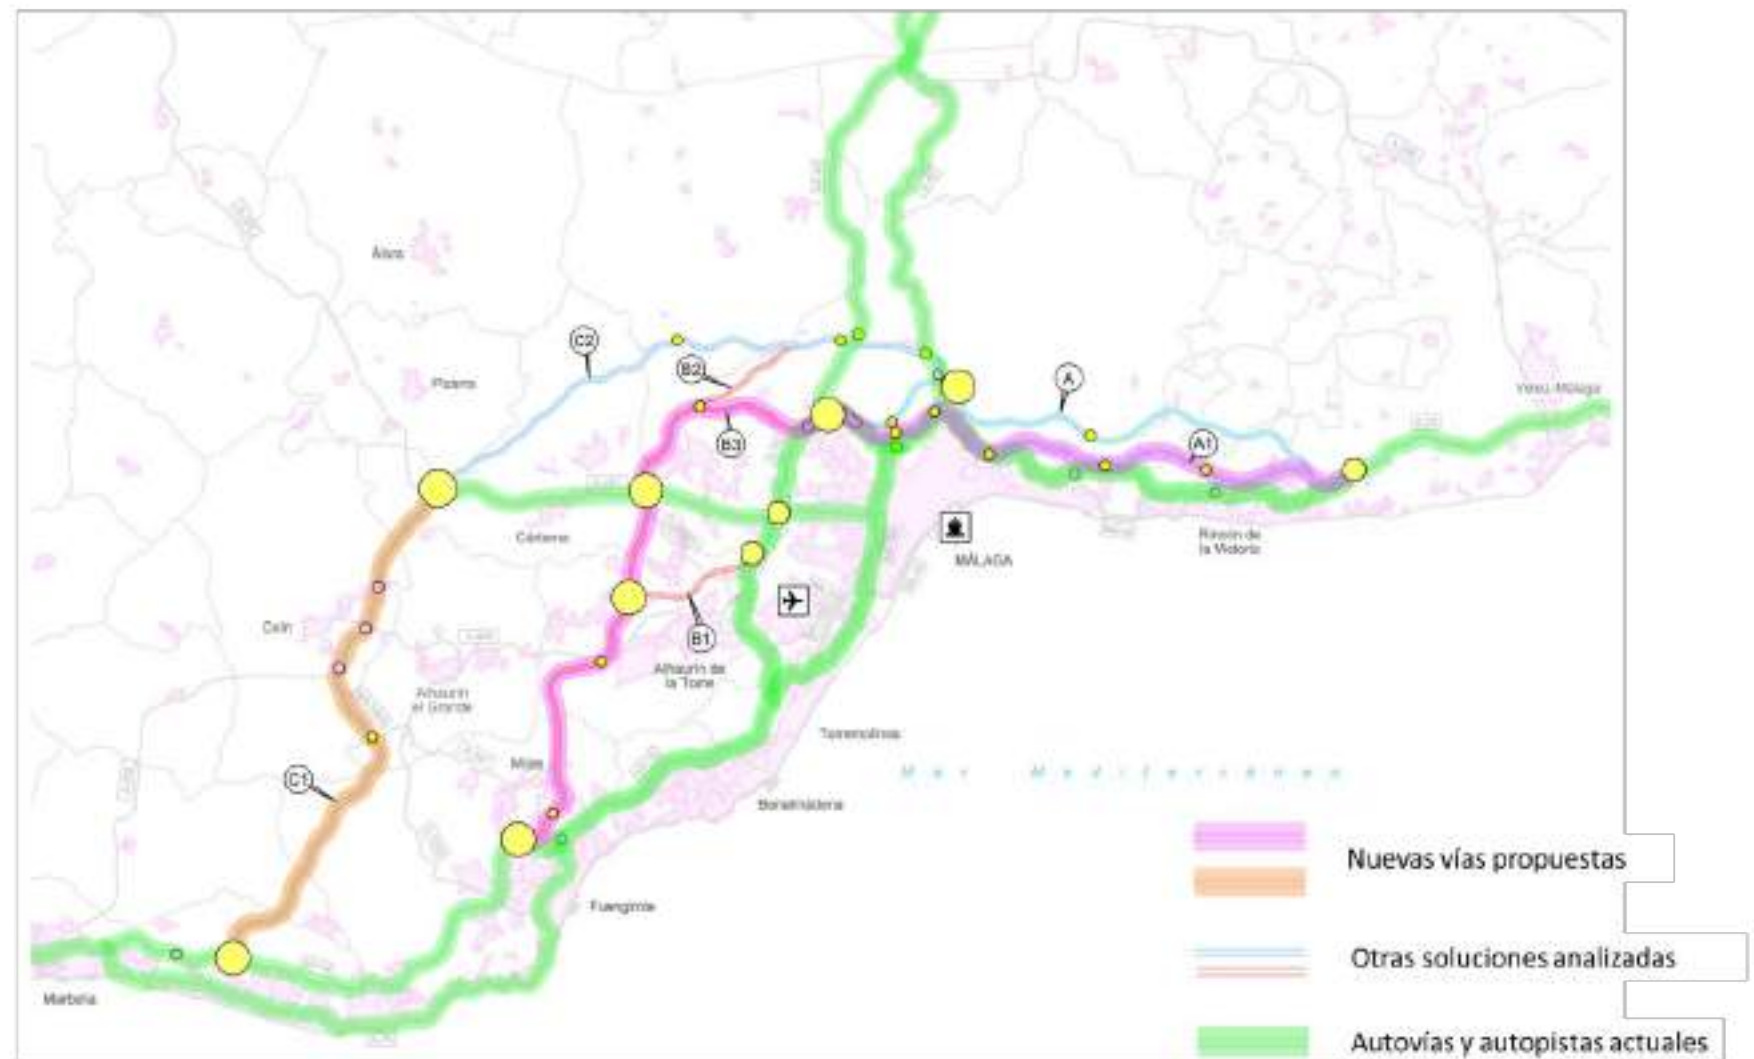 Álora
C2
Pizarra
B2
A
Vélez-Málaga
B3
A1
Cártama
Rincón de
la Victoria
MÁLAGA
Coín
B1
Alhaurín de
la Torre
Alhaurín
el Grande
Torremolinos
Mijas
C1
Mar Mediterráneo
Benalmádena
Nuevas vías propuestas
Fuengirola
Otras soluciones analizadas
Marbella
Autovías y autopistas actuales